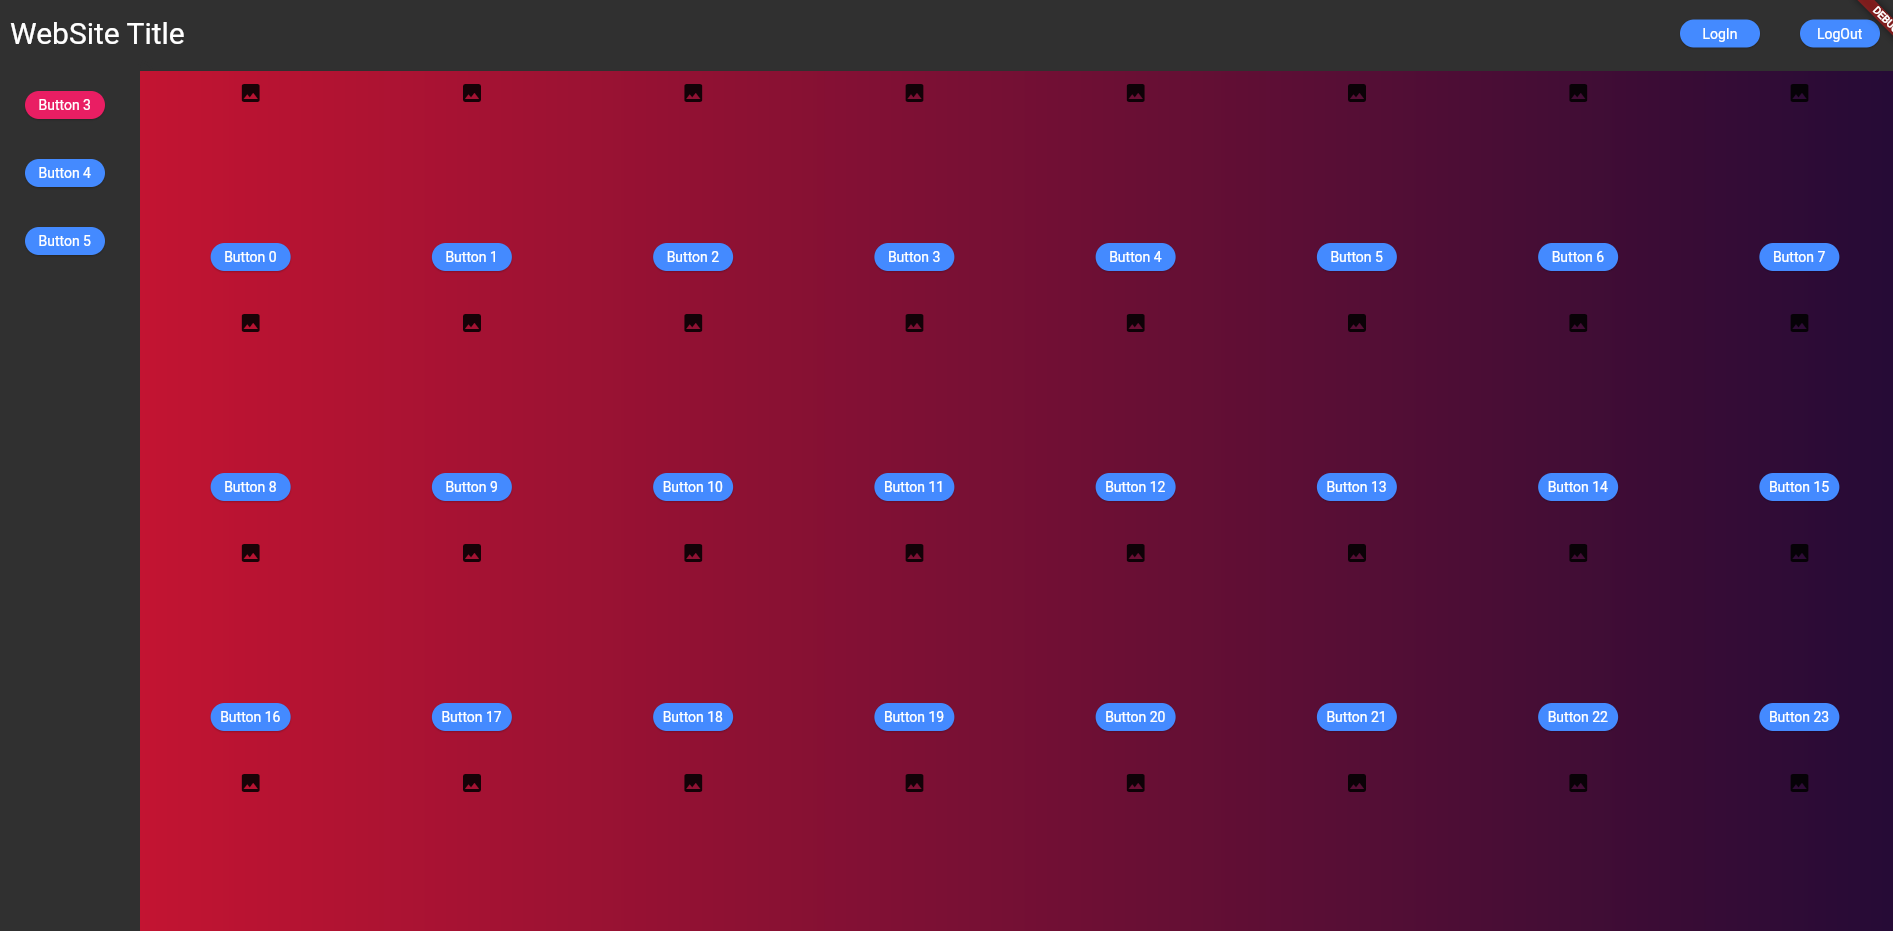 WebSite Title
LogIn
LogOut
Button 3
Button 4
Button 5
Button 0
Button 1
Button 2
Button 3
Button 4
Button 5
Button 6
Button 7
Button 8
Button 9
Button 10
Button 11
Button 12
Button 13
Button 14
Button 15
Button 16
Button 17
Button 18
Button 19
Button 20
Button 21
Button 22
Button 23